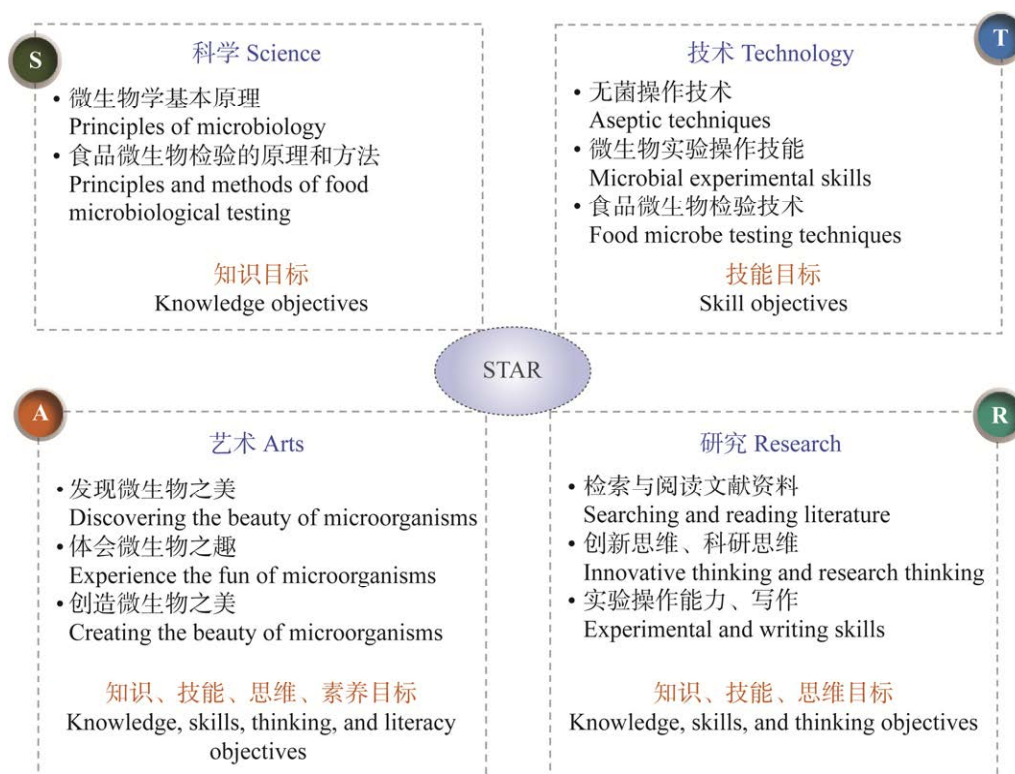 S
科学 Science
• 微生物学基本原理
Principles of microbiology
• 食品微生物检验的原理和方法
Principles and methods of food
microbiological testing
知识目标
Knowledge objectives
T
技术 Technology
• 无菌操作技术
Aseptic techniques
• 微生物实验操作技能
Microbial experimental skills
• 食品微生物检验技术
Food microbe testing techniques
技能目标
Skill objectives
STAR
A
艺术 Arts
• 发现微生物之美
Discovering the beauty of microorganisms
• 体会微生物之趣
Experience the fun of microorganisms
• 创造微生物之美
Creating the beauty of microorganisms
知识、技能、思维、素养目标
Knowledge, skills, thinking, and literacy
objectives
R
研究 Research
• 检索与阅读文献资料
Searching and reading literature
• 创新思维、科研思维
Innovative thinking and research thinking
• 实验操作能力、写作
Experimental and writing skills
知识、技能、思维目标
Knowledge, skills, and thinking objectives